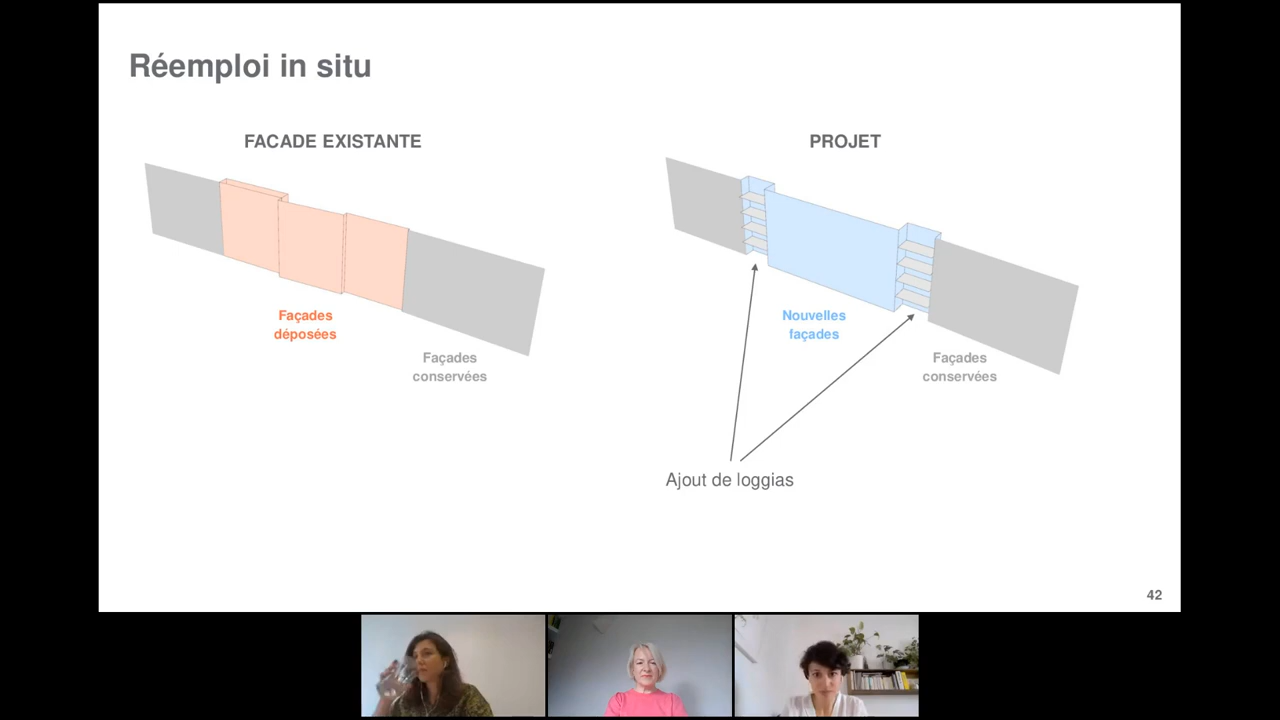 Réemploi in situ
FACADE EXISTANTE
PROJET
Façades
déposées
Façades
conservées
Nouvelles
façades
Façades
conservées
Ajout de loggias
42